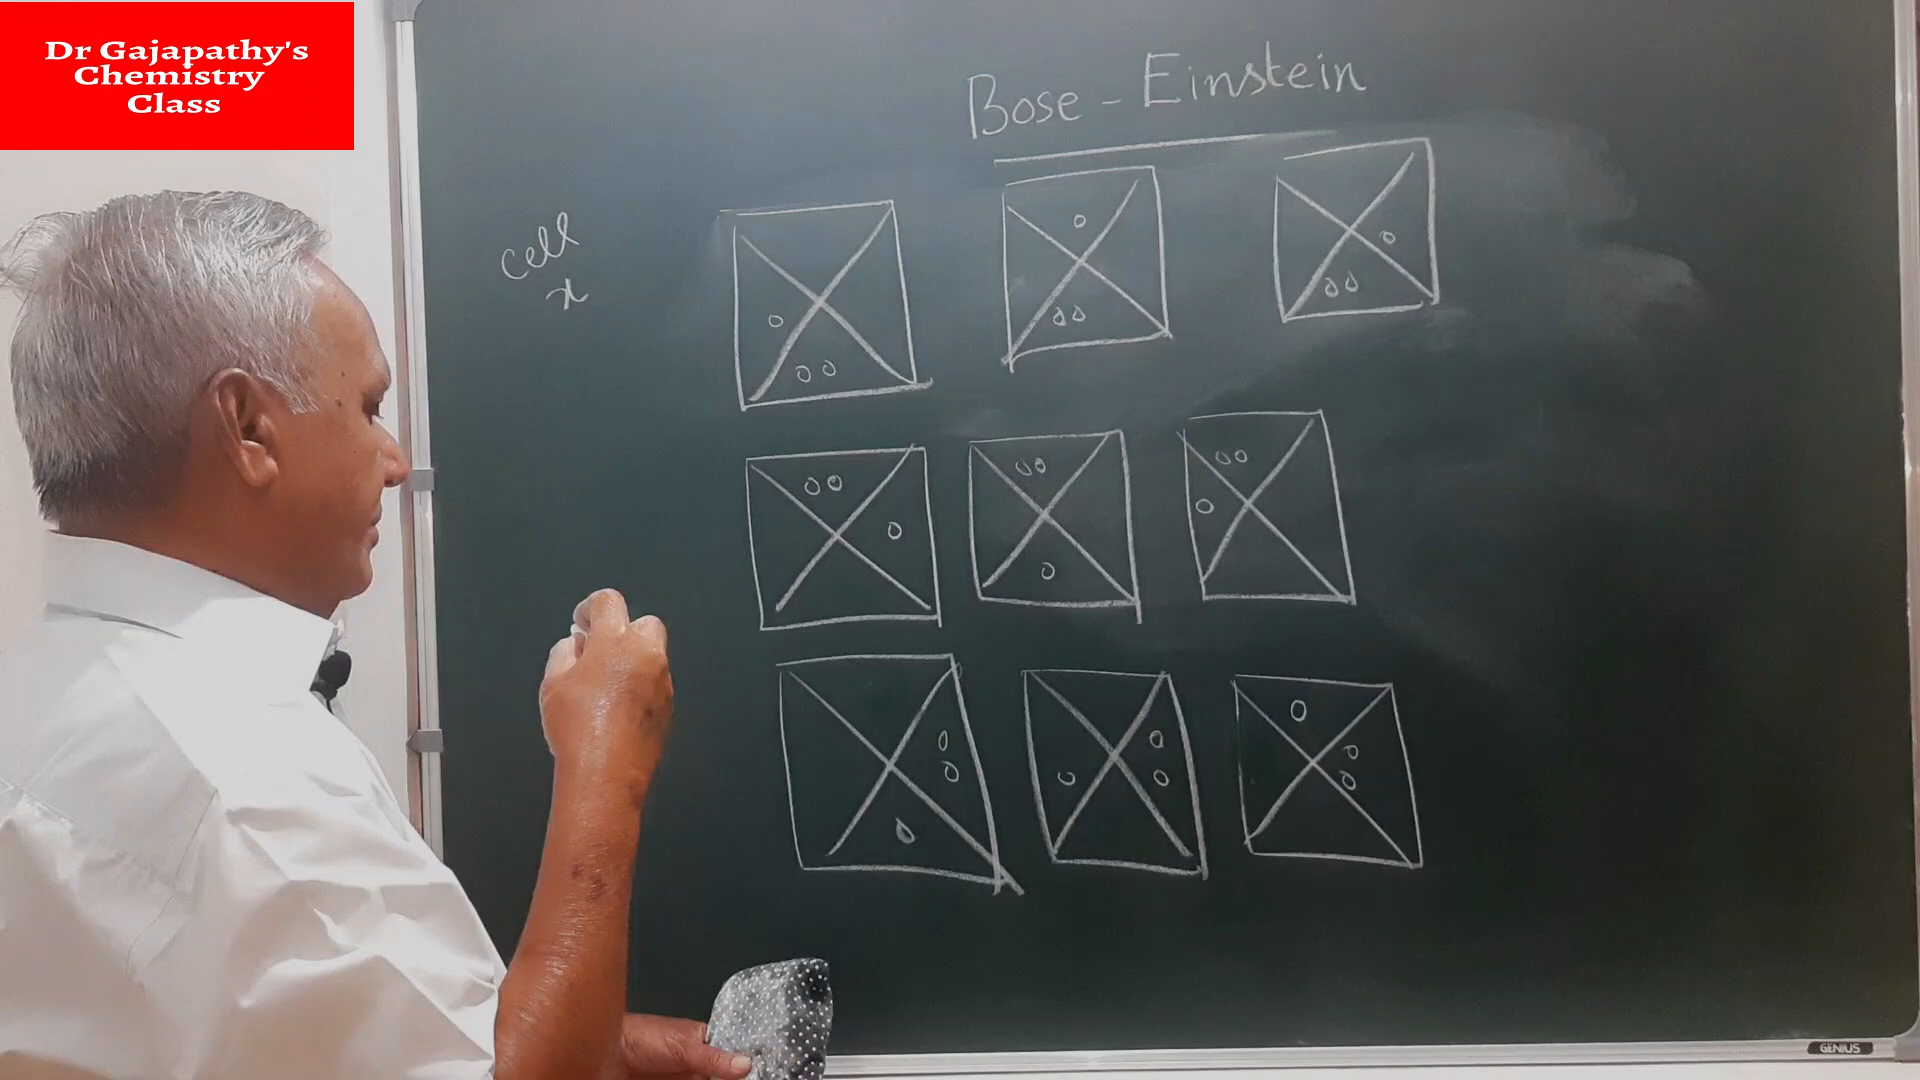 Dr Gajapathy's
Chemistry
Class
Bose - Einstein
cell
x
GENIUS